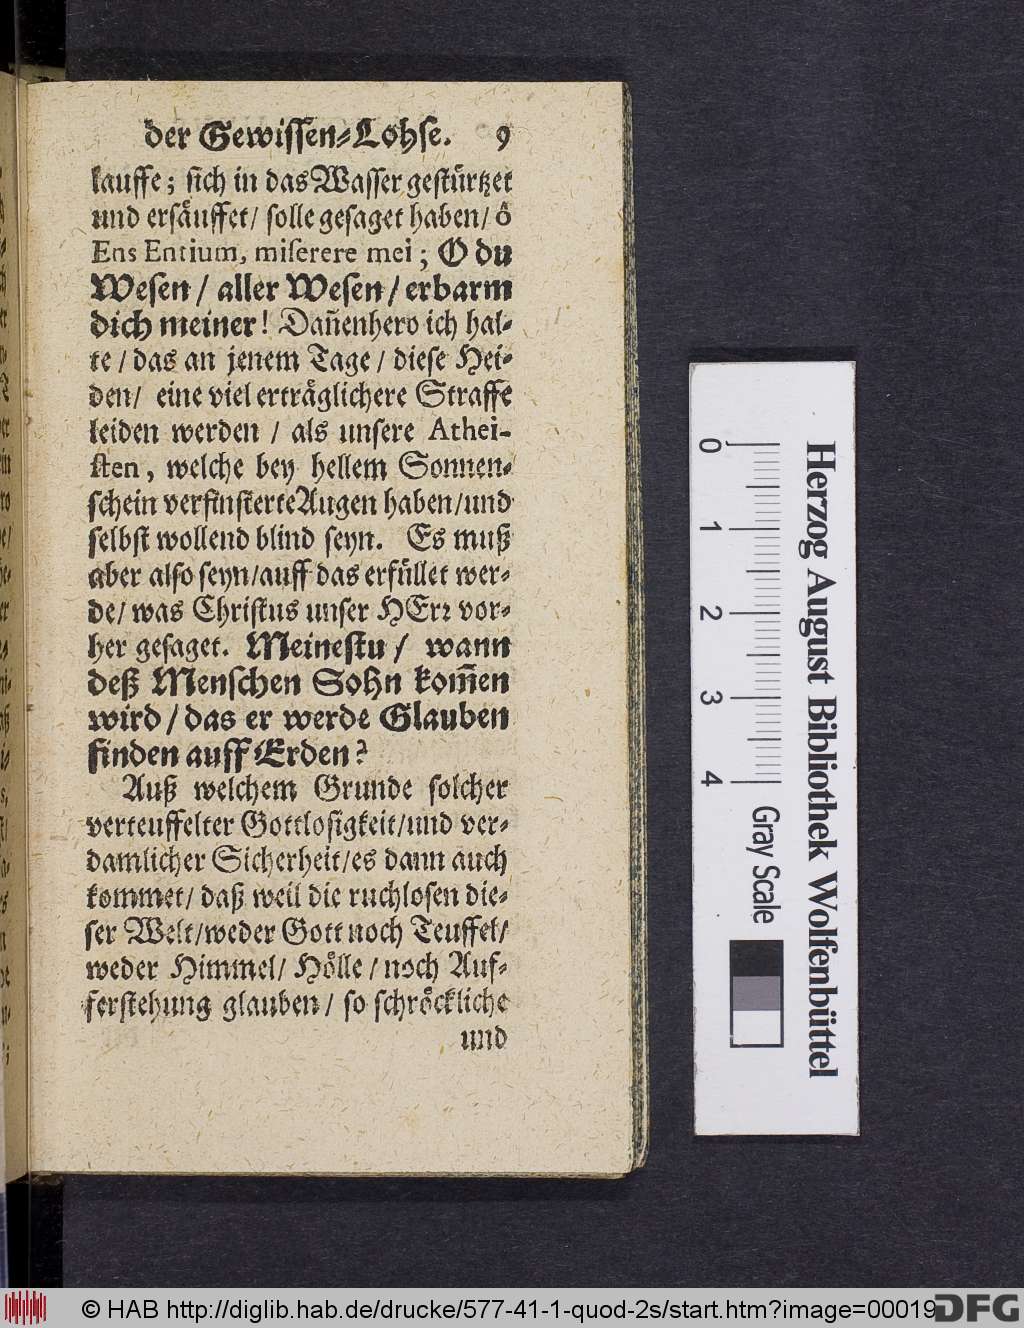 der Gewissen-Lohse. 9
kauffe; sich in das Wasser gestürtzet
und ersäuffet/ solle gesaget haben/ ô
Ens Entium, miserere mei; O du
Wesen / aller Wesen / erbarm
dich meiner! Dañenhero ich hal-
te / das an jenem Tage / diese Hei-
den/ eine viel erträglichere Straffe
leiden werden / als unsere Athei-
sten, welche bey hellem Sonnen-
schein verfinsterte Augen haben/und
selbst wollend blind seyn. Es muß
aber also seyn/auff das erfüllet wer-
de/ was Christus unser HErr vor-
her gesaget. Meinestu / wann
deß Menschen Sohn kom̃en
wird / das er werde Glauben
finden auff Erden?
Auß welchem Grunde solcher
verteuffelter Gottlosigkeit/und ver-
damlicher Sicherheit/es dann auch
kommet/ daß weil die ruchlosen die-
ser Welt/weder Gott noch Teuffel/
weder Himmel/ Hölle / noch Auf-
ferstehung glauben / so schröckliche
und
0 1 2 3 4
Herzog August Bibliothek Wolfenbüttel
Gray Scale
© HAB http://diglib.hab.de/drucke/577-41-1-quod-2s/start.htm?image=00019
DFG